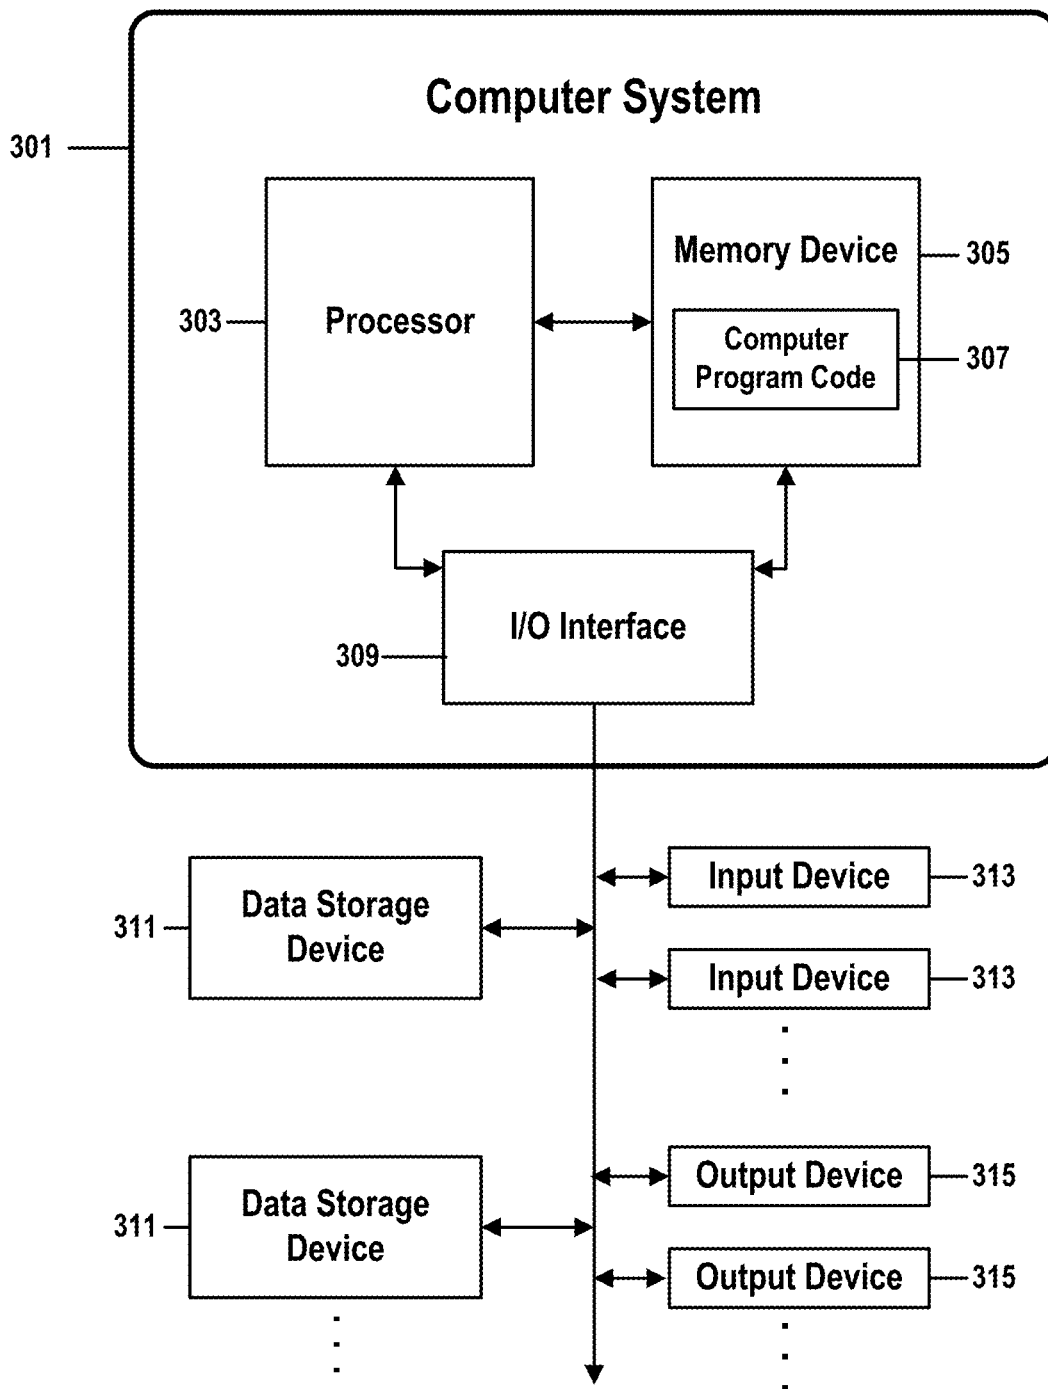 Computer System
301
Memory Device
305
303
Processor
Computer
Program Code
307
I/O Interface
309
Input Device
313
Data Storage
Device
311
Input Device
313
Output Device
315
Data Storage
Device
311
Output Device
315